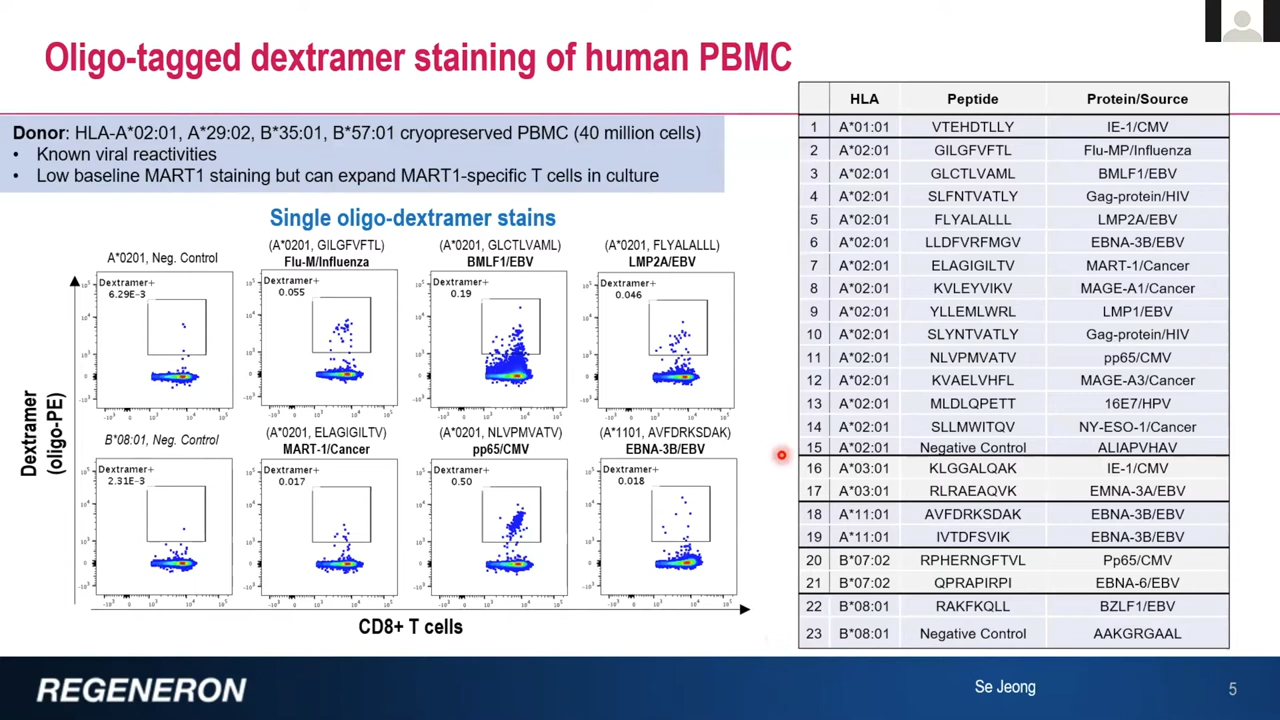 Oligo-tagged dextramer staining of human PBMC
Donor: HLA-A*02:01, A*29:02, B*35:01, B*57:01 cryopreserved PBMC (40 million cells)
• Known viral reactivities
• Low baseline MART1 staining but can expand MART1-specific T cells in culture
Single oligo-dextramer stains
A*0201, Neg. Control
Dextramer+
6.29E-3
(A*0201, GILGFVFTL)
Flu-M/Influenza
Dextramer+
0.055
(A*0201, GLCTLVAML)
BMLF1/EBV
Dextramer+
0.19
(A*0201, FLYALALLL)
LMP2A/EBV
Dextramer+
0.046
B*08:01, Neg. Control
Dextramer+
2.31E-3
(A*0201, ELAGIGILTV)
MART-1/Cancer
Dextramer+
0.017
(A*0201, NLVPMVATV)
pp65/CMV
Dextramer+
0.50
(A*1101, AVFDRKSDAK)
EBNA-3B/EBV
Dextramer+
0.018
Dextramer
(oligo-PE)
CD8+ T cells
HLA Peptide Protein/Source
1 A*01:01 VTEHDTLLY IE-1/CMV
2 A*02:01 GILGFVFTL Flu-MP/Influenza
3 A*02:01 GLCTLVAML BMLF1/EBV
4 A*02:01 SLFNTVATLY Gag-protein/HIV
5 A*02:01 FLYALALLL LMP2A/EBV
6 A*02:01 LLDFVRFMGV EBNA-3B/EBV
7 A*02:01 ELAGIGILTV MART-1/Cancer
8 A*02:01 KVLEYVIKV MAGE-A1/Cancer
9 A*02:01 YLLEMLWRL LMP1/EBV
10 A*02:01 SLYNTVATLY Gag-protein/HIV
11 A*02:01 NLVPMVATV pp65/CMV
12 A*02:01 KVAELVHFL MAGE-A3/Cancer
13 A*02:01 MLDLQPETT 16E7/HPV
14 A*02:01 SLLMWITQV NY-ESO-1/Cancer
15 A*02:01 Negative Control ALIAPVHAV
16 A*03:01 KLGGALQAK IE-1/CMV
17 A*03:01 RLRAEAQVK EMNA-3A/EBV
18 A*11:01 AVFDRKSDAK EBNA-3B/EBV
19 A*11:01 IVTDFSVIK EBNA-3B/EBV
20 B*07:02 RPHERNGFTVL Pp65/CMV
21 B*07:02 QPRAPIRPI EBNA-6/EBV
22 B*08:01 RAKFKQLL BZLF1/EBV
23 B*08:01 Negative Control AAKGRGAAL
REGENERON
Se Jeong
5